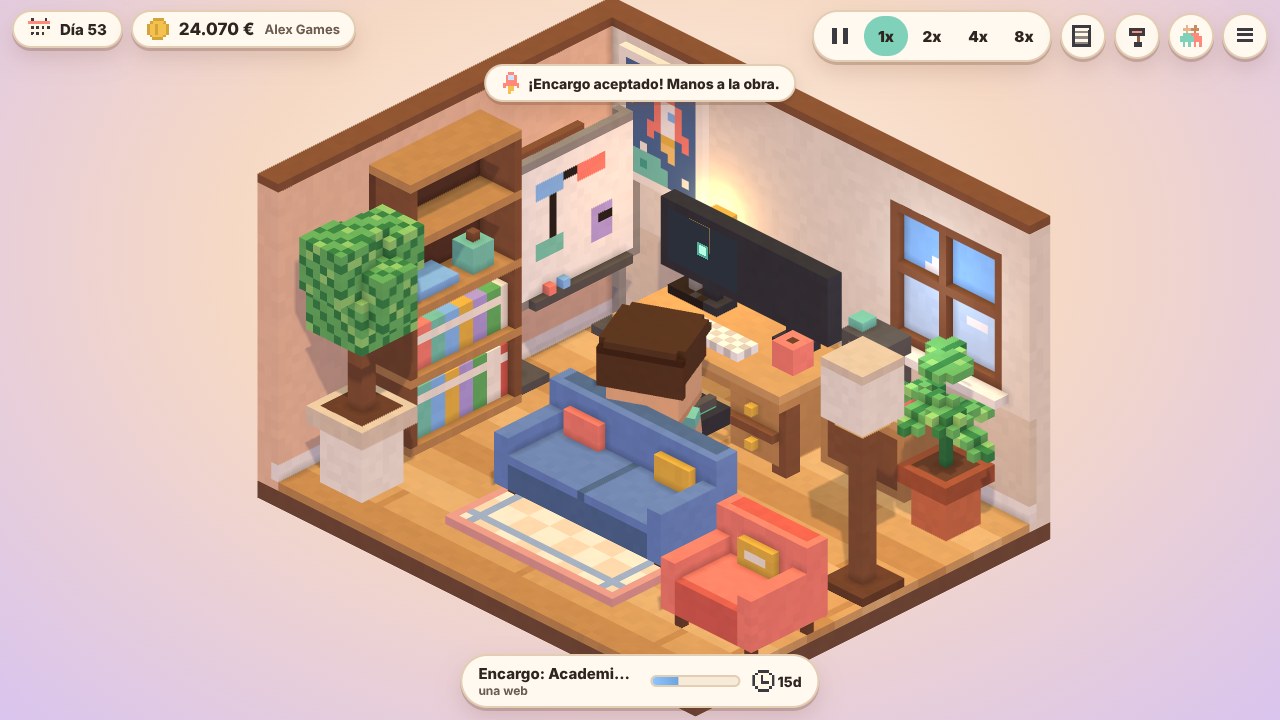 Día 53
24.070 € Alex Games
1x 2x 4x 8x
¡Encargo aceptado! Manos a la obra.
Encargo: Academi...
una web
15d